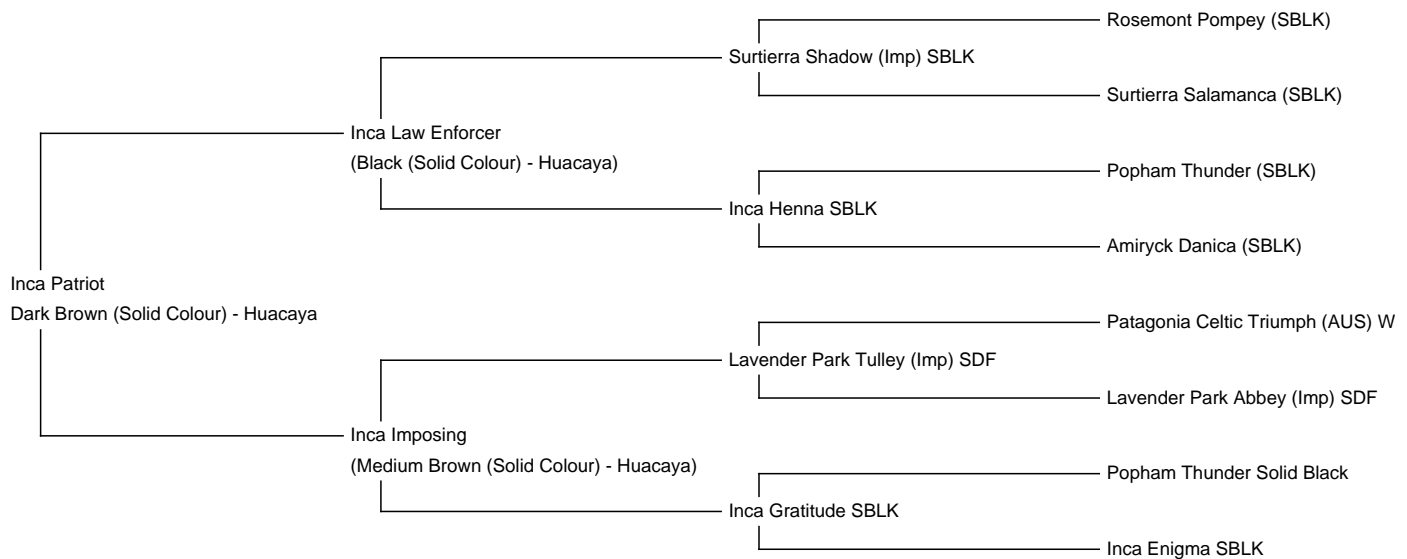 Rosemont Pompey (SBLK)
Surtierra Shadow (Imp) SBLK
Surtierra Salamanca (SBLK)
Inca Law Enforcer
(Black (Solid Colour) - Huacaya)
Popham Thunder (SBLK)
Inca Henna SBLK
Amiryck Danica (SBLK)
Inca Patriot
Dark Brown (Solid Colour) - Huacaya
Patagonia Celtic Triumph (AUS) W
Lavender Park Tulley (Imp) SDF
Lavender Park Abbey (Imp) SDF
Inca Imposing
(Medium Brown (Solid Colour) - Huacaya)
Popham Thunder Solid Black
Inca Gratitude SBLK
Inca Enigma SBLK